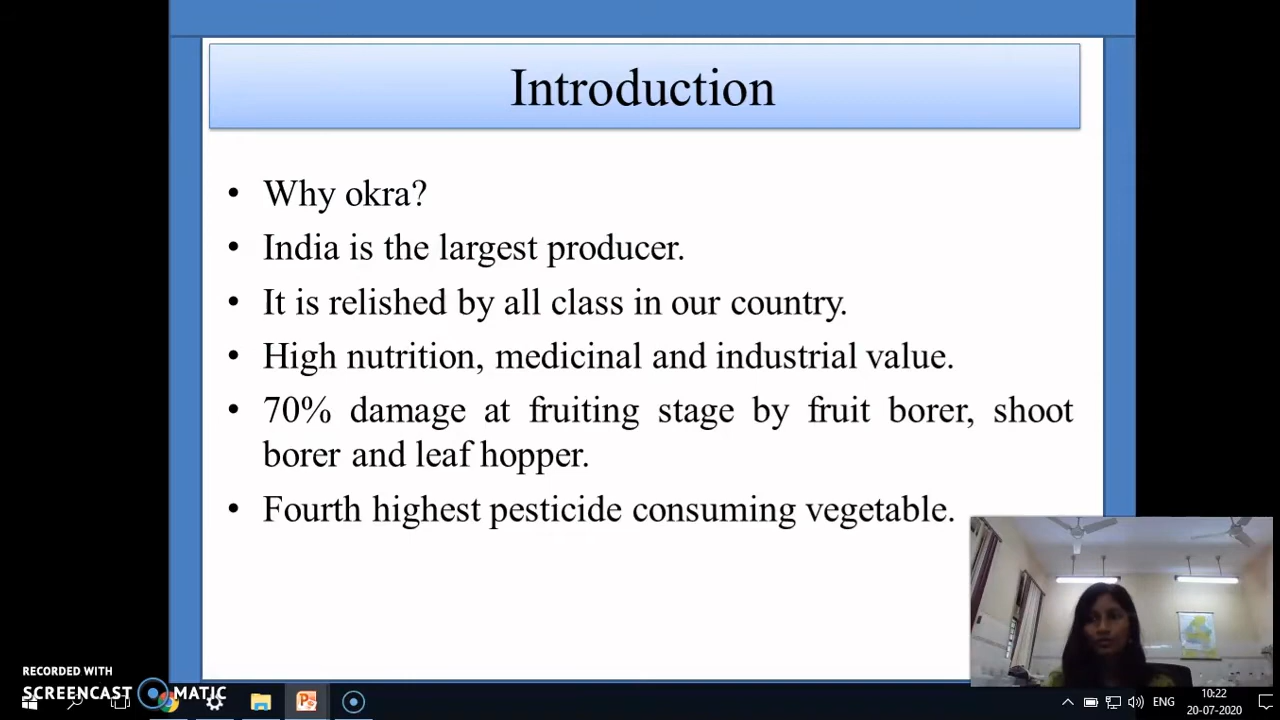 Introduction
• Why okra?
• India is the largest producer.
• It is relished by all class in our country.
• High nutrition, medicinal and industrial value.
• 70% damage at fruiting stage by fruit borer, shoot
borer and leaf hopper.
• Fourth highest pesticide consuming vegetable.
RECORDED WITH
SCREENCAST MATIC
ENG
10:22
20-07-2020